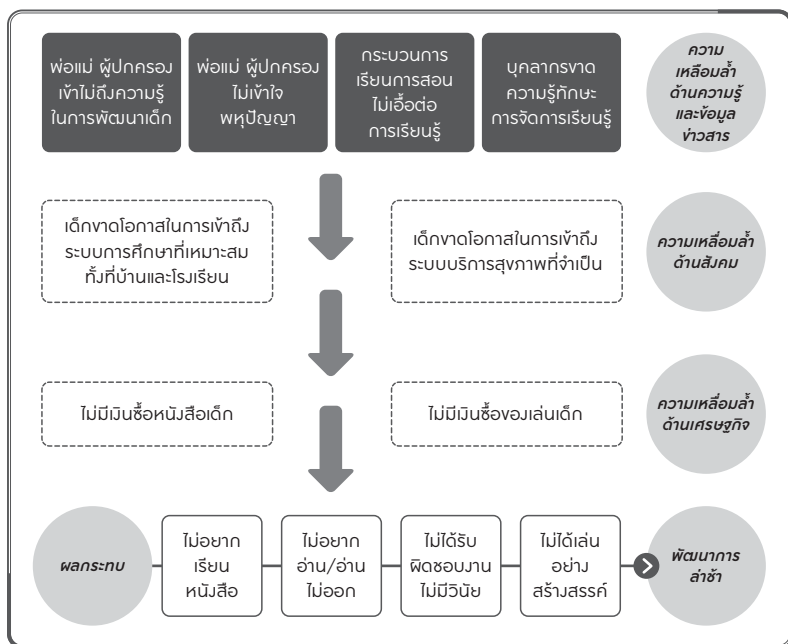 พ่อแม่ ผู้ปกครอง
เข้าไม่ถึงความรู้
ในการพัฒนาเด็ก
พ่อแม่ ผู้ปกครอง
ไม่เข้าใจ
พหุปัญญา
กระบวนการ
เรียนการสอน
ไม่เอื้อต่อ
การเรียนรู้
บุคลากรขาด
ความรู้ทักษะ
การจัดการเรียนรู้
ความ
เหลือมล้ำ
ด้านความรู้
และข้อมูล
ข่าวสาร
เด็กขาดโอกาสในการเข้าถึง
ระบบการศึกษาที่เหมาะสม
ทั้งที่บ้านและโรงเรียน
เด็กขาดโอกาสในการเข้าถึง
ระบบบริการสุขภาพที่จำเป็น
ความเหลื่อมล้ำ
ด้านสังคม
ไม่มีเงินซื้อหนังสือเด็ก
ไม่มีเงินซื้อของเล่นเด็ก
ความเหลื่อมล้ำ
ด้านเศรษฐกิจ
ผลกระทบ
ไม่อยาก
เรียน
หนังสือ
ไม่อยาก
อ่าน/อ่าน
ไม่ออก
ไม่ได้รับ
ผิดชอบงาน
ไม่มีวินัย
ไม่ได้เล่น
อย่าง
สร้างสรรค์
พัฒนาการ
ล่าช้า